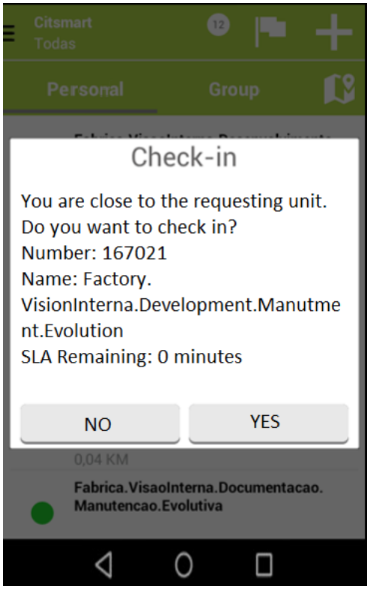 Citsmart
Todas
12
Personal
Group
Check-in
You are close to the requesting unit.
Do you want to check in?
Number: 167021
Name: Factory.
VisionInterna.Development.Manutme
nt.Evolution
SLA Remaining: 0 minutes
NO
YES
0,04 KM
Fabrica.VisaoInterna.Documentacao.
Manutencao.Evolutiva